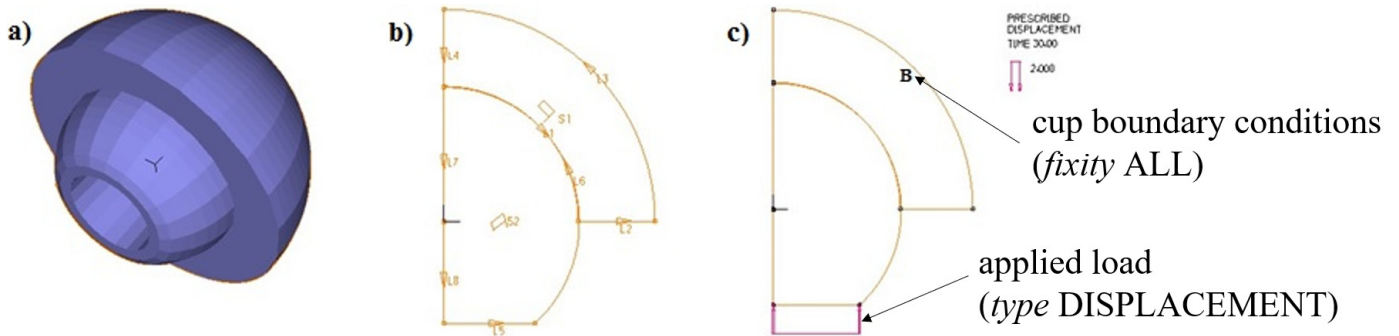 a)
b)
L4
L3
S1
L1
L7
L6
S2
L2
L8
L5
c)
B
PRESCRIBED
DISPLACEMENT
TIME 30.00
2.000
cup boundary conditions
(fixity ALL)
applied load
(type DISPLACEMENT)